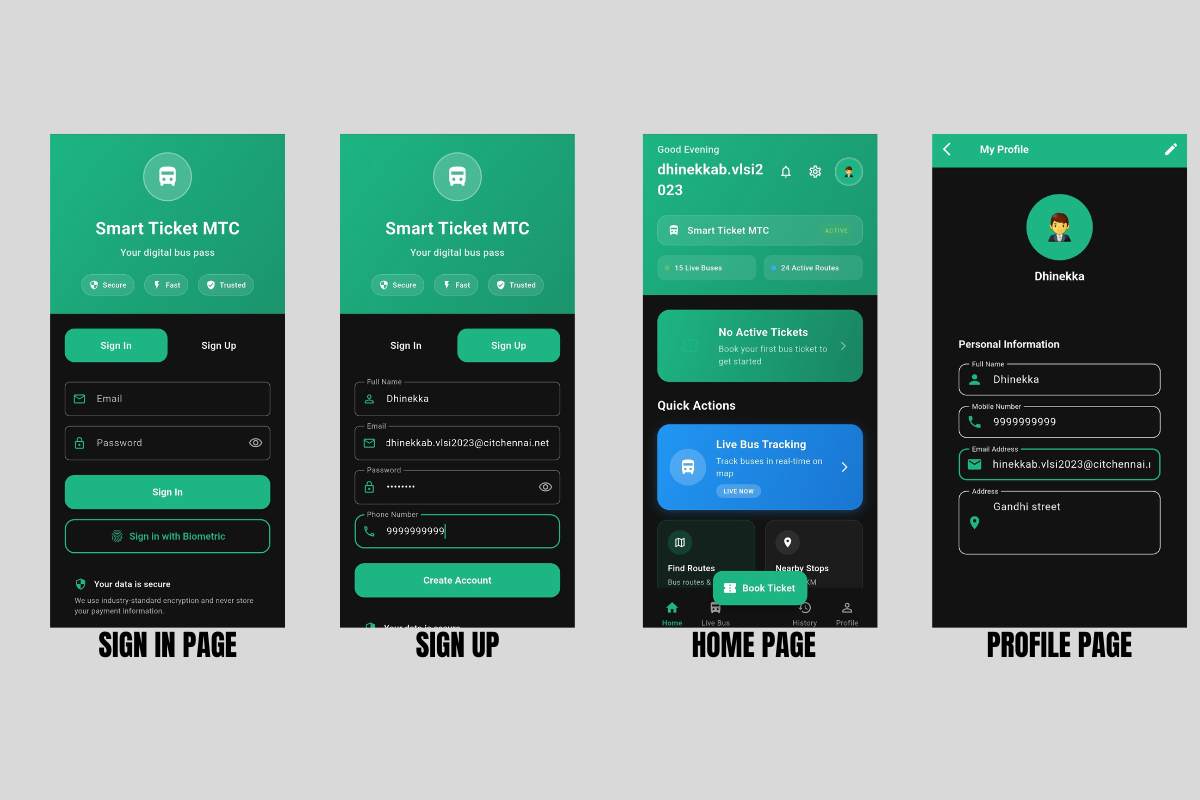 Smart Ticket MTC
Your digital bus pass
Secure
Fast
Trusted
Sign In
Sign Up
Email
Password
Sign In
Sign in with Biometric
Your data is secure
We use industry-standard encryption and never store
your payment information.
SIGN IN PAGE
Smart Ticket MTC
Your digital bus pass
Secure
Fast
Trusted
Sign In
Sign Up
Full Name
Dhinekka
Email
dhinekkab.vlsi2023@citchennai.net
Password
••••••••
Phone Number
9999999999
Create Account
Your data is secure
SIGN UP
Good Evening
dhinekkab.vlsi2
023
Smart Ticket MTC
ACTIVE
15 Live Buses
24 Active Routes
No Active Tickets
Book your first bus ticket to
get started
Quick Actions
Live Bus Tracking
Track buses in real-time on
map
LIVE NOW
Find Routes
Bus routes &
Nearby Stops
KM
Book Ticket
Home
Live Bus
History
Profile
HOME PAGE
My Profile
Dhinekka
Personal Information
Full Name
Dhinekka
Mobile Number
9999999999
Email Address
hinekkab.vlsi2023@citchennai.
Address
Gandhi street
PROFILE PAGE